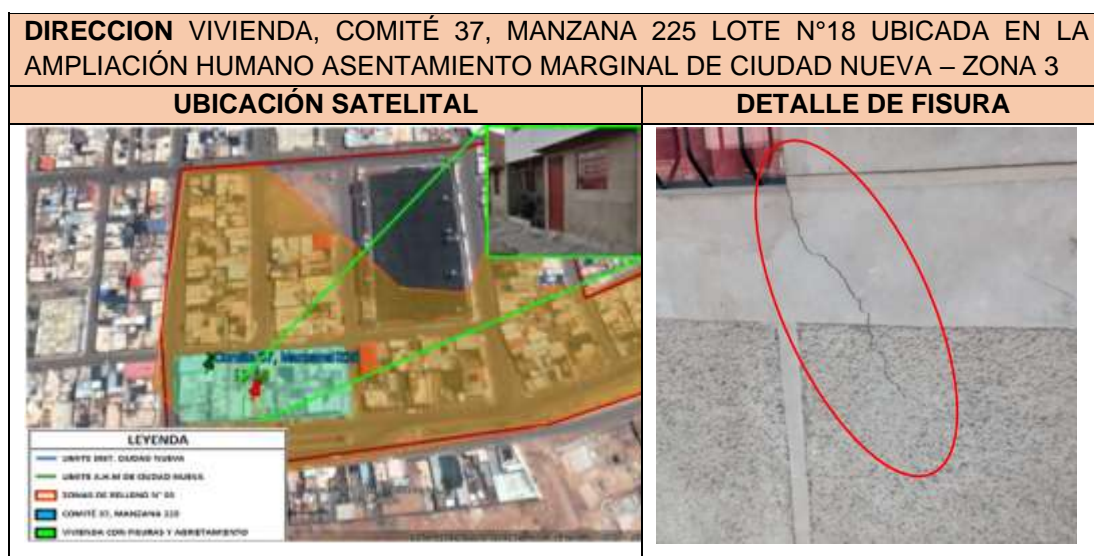 DIRECCION VIVIENDA, COMITÉ 37, MANZANA 225 LOTE N°18 UBICADA EN LA
AMPLIACIÓN HUMANO ASENTAMIENTO MARGINAL DE CIUDAD NUEVA – ZONA 3
UBICACIÓN SATELITAL
DETALLE DE FISURA
LEYENDA
LIMITE DIST. CIUDAD NUEVA
LIMITE A.H.M DE CIUDAD NUEVA
ZONAS DE RELLENO N° 03
COMITÉ 37, MANZANA
VIVIENDA CON FISURAS Y AGRIETAMIENTO